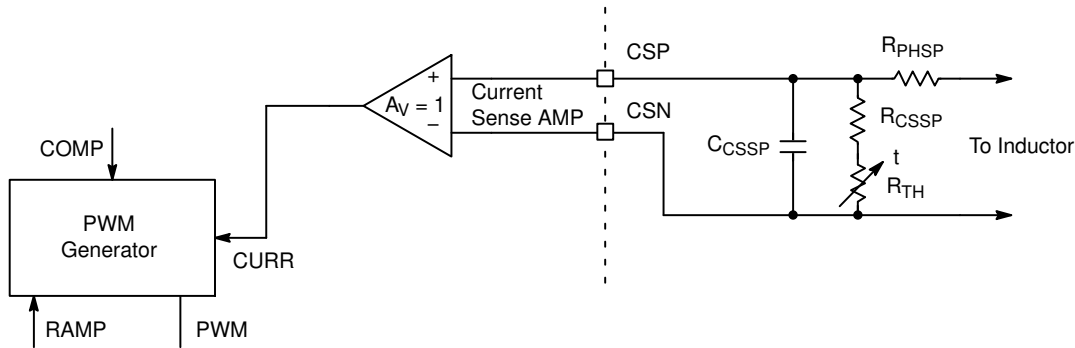 CSP
R_PHSP
+
A_V = 1
−
Current
Sense AMP
CSN
R_CSSP
C_CSSP
t
R_TH
To Inductor
COMP
PWM
Generator
CURR
RAMP
PWM